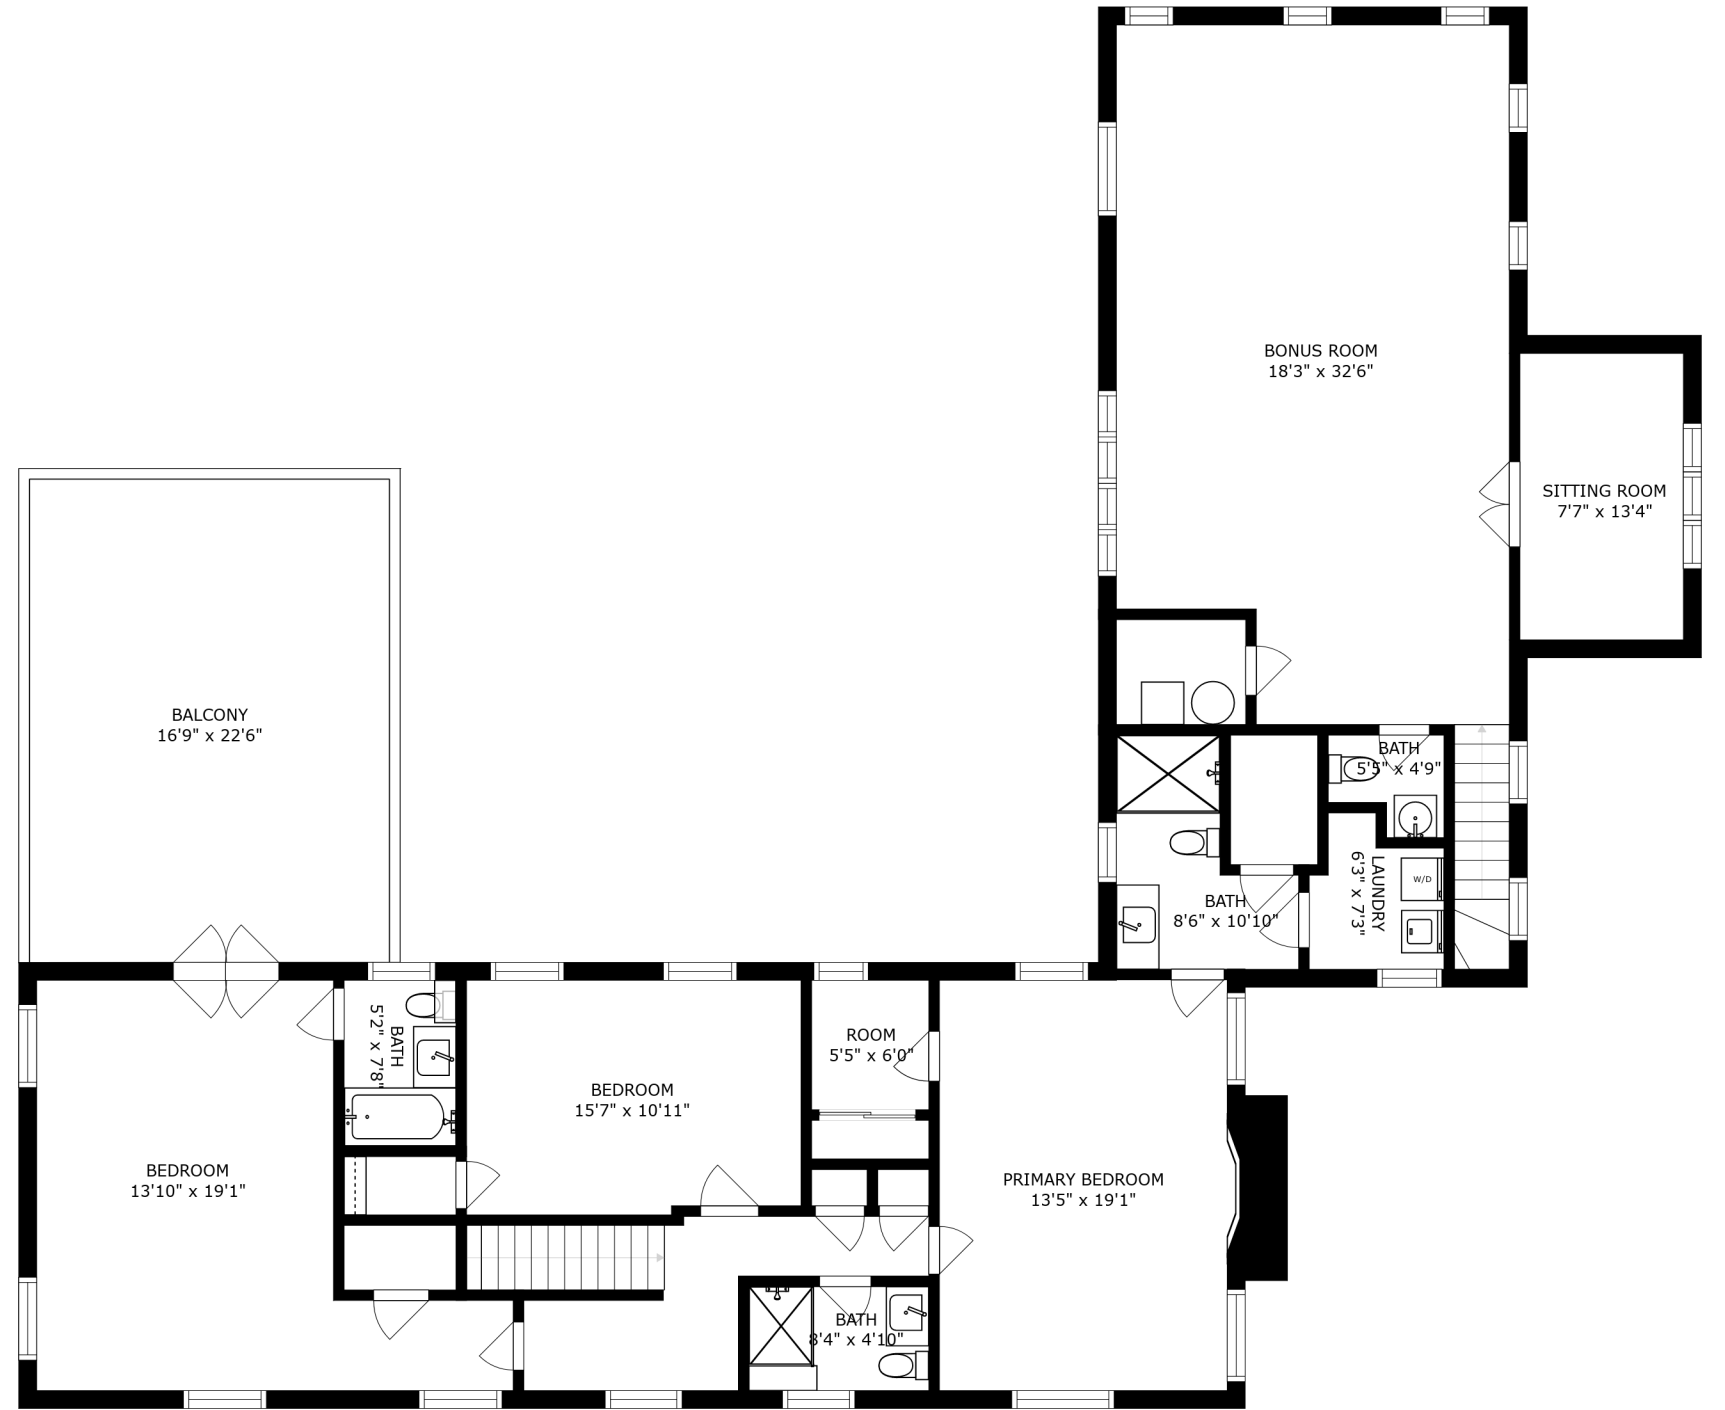 BONUS ROOM
18'3" x 32'6"
SITTING ROOM
7'7" x 13'4"
BALCONY
16'9" x 22'6"
BATH
5'5" x 4'9"
LAUNDRY
6'3" x 7'3"
W/D
BATH
8'6" x 10'10"
BATH
5'2" x 7'8"
ROOM
5'5" x 6'0"
BEDROOM
15'7" x 10'11"
BEDROOM
13'10" x 19'1"
PRIMARY BEDROOM
13'5" x 19'1"
BATH
8'4" x 4'10"